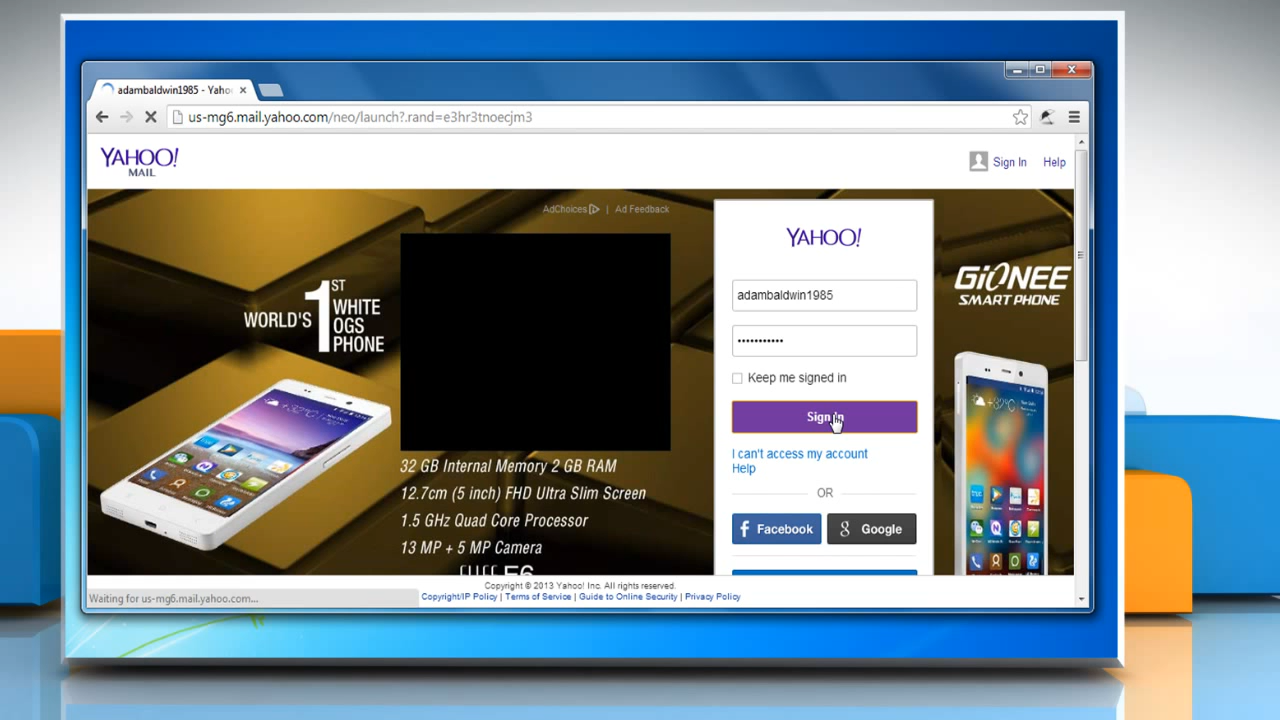 adambaldwin1985 - Yaho
us-mg6.mail.yahoo.com/neo/launch?.rand=e3hr3tnoecjm3
YAHOO!
MAIL
Sign In Help
AdChoices | Ad Feedback
WORLD'S 1ST WHITE OGS PHONE
32 GB Internal Memory 2 GB RAM
12.7cm (5 inch) FHD Ultra Slim Screen
1.5 GHz Quad Core Processor
13 MP + 5 MP Camera
YAHOO!
adambaldwin1985
•••••••••••
Keep me signed in
Sign In
I can't access my account
Help
OR
f Facebook
g Google
GIONEE
SMART PHONE
+32°C
+32°C
Copyright © 2013 Yahoo! Inc. All rights reserved.
Copyright/IP Policy | Terms of Service | Guide to Online Security | Privacy Policy
Waiting for us-mg6.mail.yahoo.com...